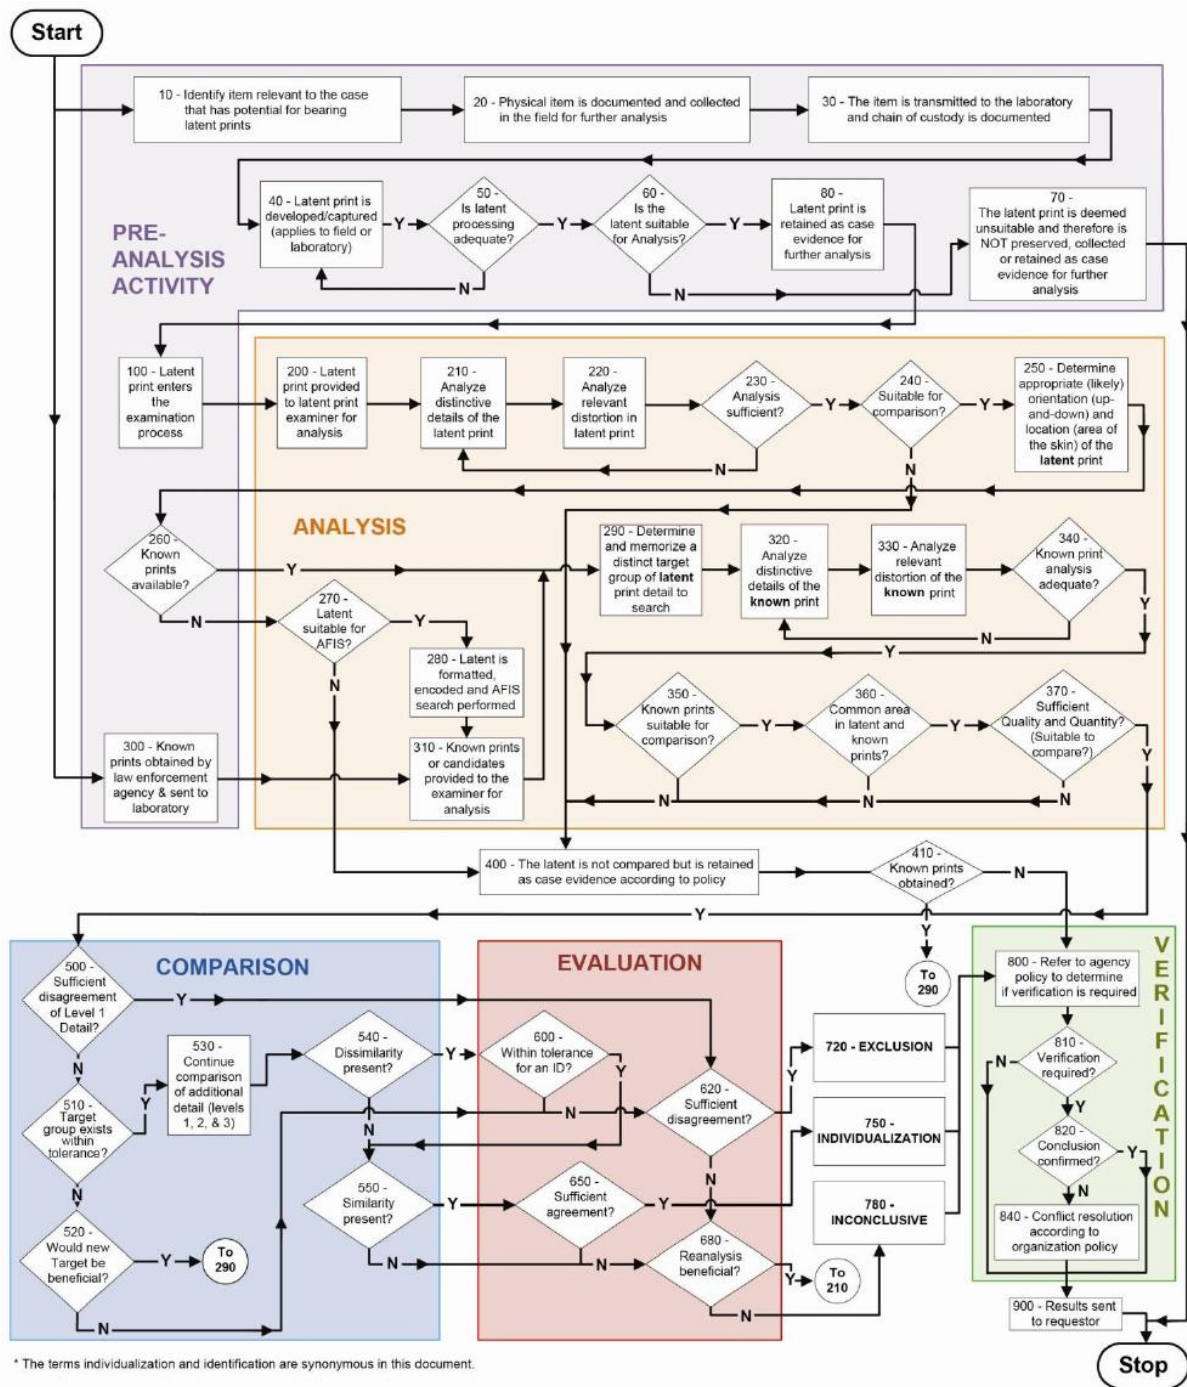 Start
10 - Identify item relevant to the case
that has potential for bearing
latent prints
20 - Physical item is documented and collected
in the field for further analysis
30 - The item is transmitted to the laboratory
and chain of custody is documented
PRE-
ANALYSIS
ACTIVITY
40 - Latent print is
developed/captured
(applies to field or
laboratory)
Y
50 -
Is latent
processing
adequate?
N
Y
60 -
Is the
latent suitable
for Analysis?
N
Y
80 -
Latent print is
retained as case
evidence for
further analysis
70 -
The latent print is deemed
unsuitable and therefore is
NOT preserved, collected
or retained as case
evidence for further
analysis
100 - Latent
print enters
the
examination
process
200 - Latent
print provided
to latent print
examiner for
analysis
210 -
Analyze
distinctive
details of the
latent print
220 -
Analyze
relevant
distortion in
latent print
230 -
Analysis
sufficient?
N
Y
240 -
Suitable for
comparison?
N
Y
250 - Determine
appropriate (likely)
orientation (up-
and-down) and
location (area of
the skin) of the
latent print
ANALYSIS
260 -
Known
prints
available?
Y
N
270 -
Latent
suitable for
AFIS?
Y
N
280 - Latent is
formatted,
encoded and AFIS
search performed
290 - Determine
and memorize a
distinct target
group of latent
print detail to
search
320 -
Analyze
distinctive
details of the
known print
330 - Analyze
relevant
distortion of the
known print
340 -
Known print
analysis
adequate?
N
Y
Y
300 - Known
prints obtained by
law enforcement
agency & sent to
laboratory
310 - Known prints
or candidates
provided to the
examiner for
analysis
350 -
Known prints
suitable for
comparison?
N
Y
360 -
Common area
in latent and
known
prints?
N
Y
370 -
Sufficient
Quality and Quantity?
(Suitable to
compare?)
N
Y
400 - The latent is not compared but is retained
as case evidence according to policy
410 -
Known prints
obtained?
N
Y
To
290
Y
COMPARISON
500 -
Sufficient
disagreement
of Level 1
Detail?
Y
N
510 -
Target
group exists
within
tolerance?
Y
N
520 -
Would new
Target be
beneficial?
Y
To
290
N
530 -
Continue
comparison
of additional
detail (levels
1, 2, & 3)
540 -
Dissimilarity
present?
Y
N
550 -
Similarity
present?
Y
N
EVALUATION
600 -
Within tolerance
for an ID?
Y
N
620 -
Sufficient
disagreement?
Y
N
650 -
Sufficient
agreement?
Y
N
680 -
Reanalysis
beneficial?
Y
To
210
N
720 - EXCLUSION
750 -
INDIVIDUALIZATION
780 -
INCONCLUSIVE
VERIFICATION
800 - Refer to agency
policy to determine
if verification is
required
810 -
Verification
required?
N
Y
820 -
Conclusion
confirmed?
Y
N
840 - Conflict resolution
according to
organization policy
900 - Results sent
to requestor
Stop
* The terms individualization and identification are synonymous in this document.